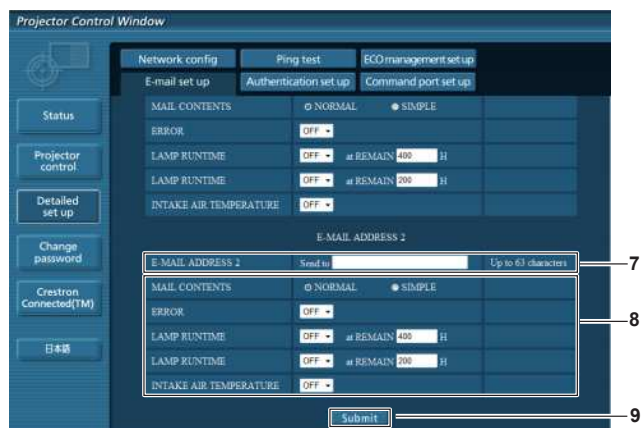 Projector Control Window
Network config Ping test ECO management set up
E-mail set up Authentication set up Command port set up
Status
Projector control
Detailed set up
Change password
Crestron Connected(TM)
日本語
MAIL CONTENTS NORMAL SIMPLE
ERROR OFF
LAMP RUNTIME OFF at REMAIN 400 H
LAMP RUNTIME OFF at REMAIN 200 H
INTAKE AIR TEMPERATURE OFF
E-MAIL ADDRESS 2
E-MAIL ADDRESS 2 Send to Up to 63 characters 7
MAIL CONTENTS NORMAL SIMPLE
ERROR OFF
8
LAMP RUNTIME OFF at REMAIN 400 H
LAMP RUNTIME OFF at REMAIN 200 H
INTAKE AIR TEMPERATURE OFF
Submit 9